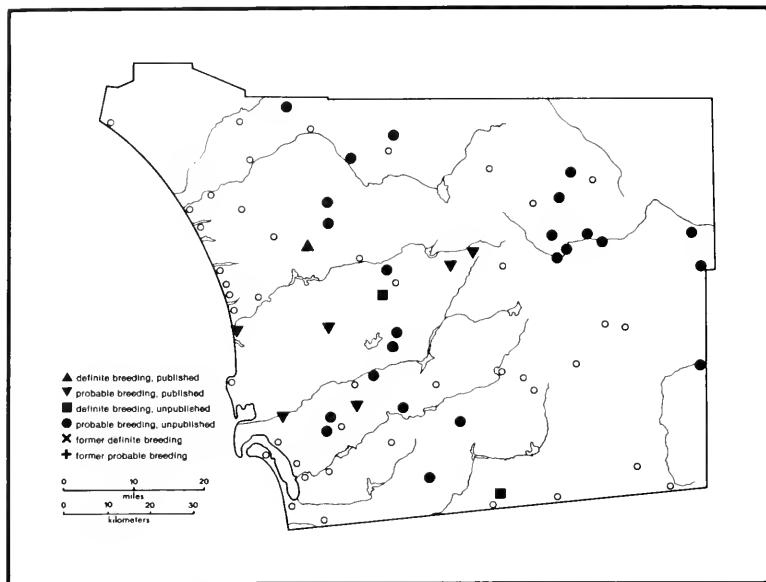 definite breeding, published
probable breeding, published
definite breeding, unpublished
probable breeding, unpublished
former definite breeding
former probable breeding
0 10 20
miles
0 10 20 30
kilometers